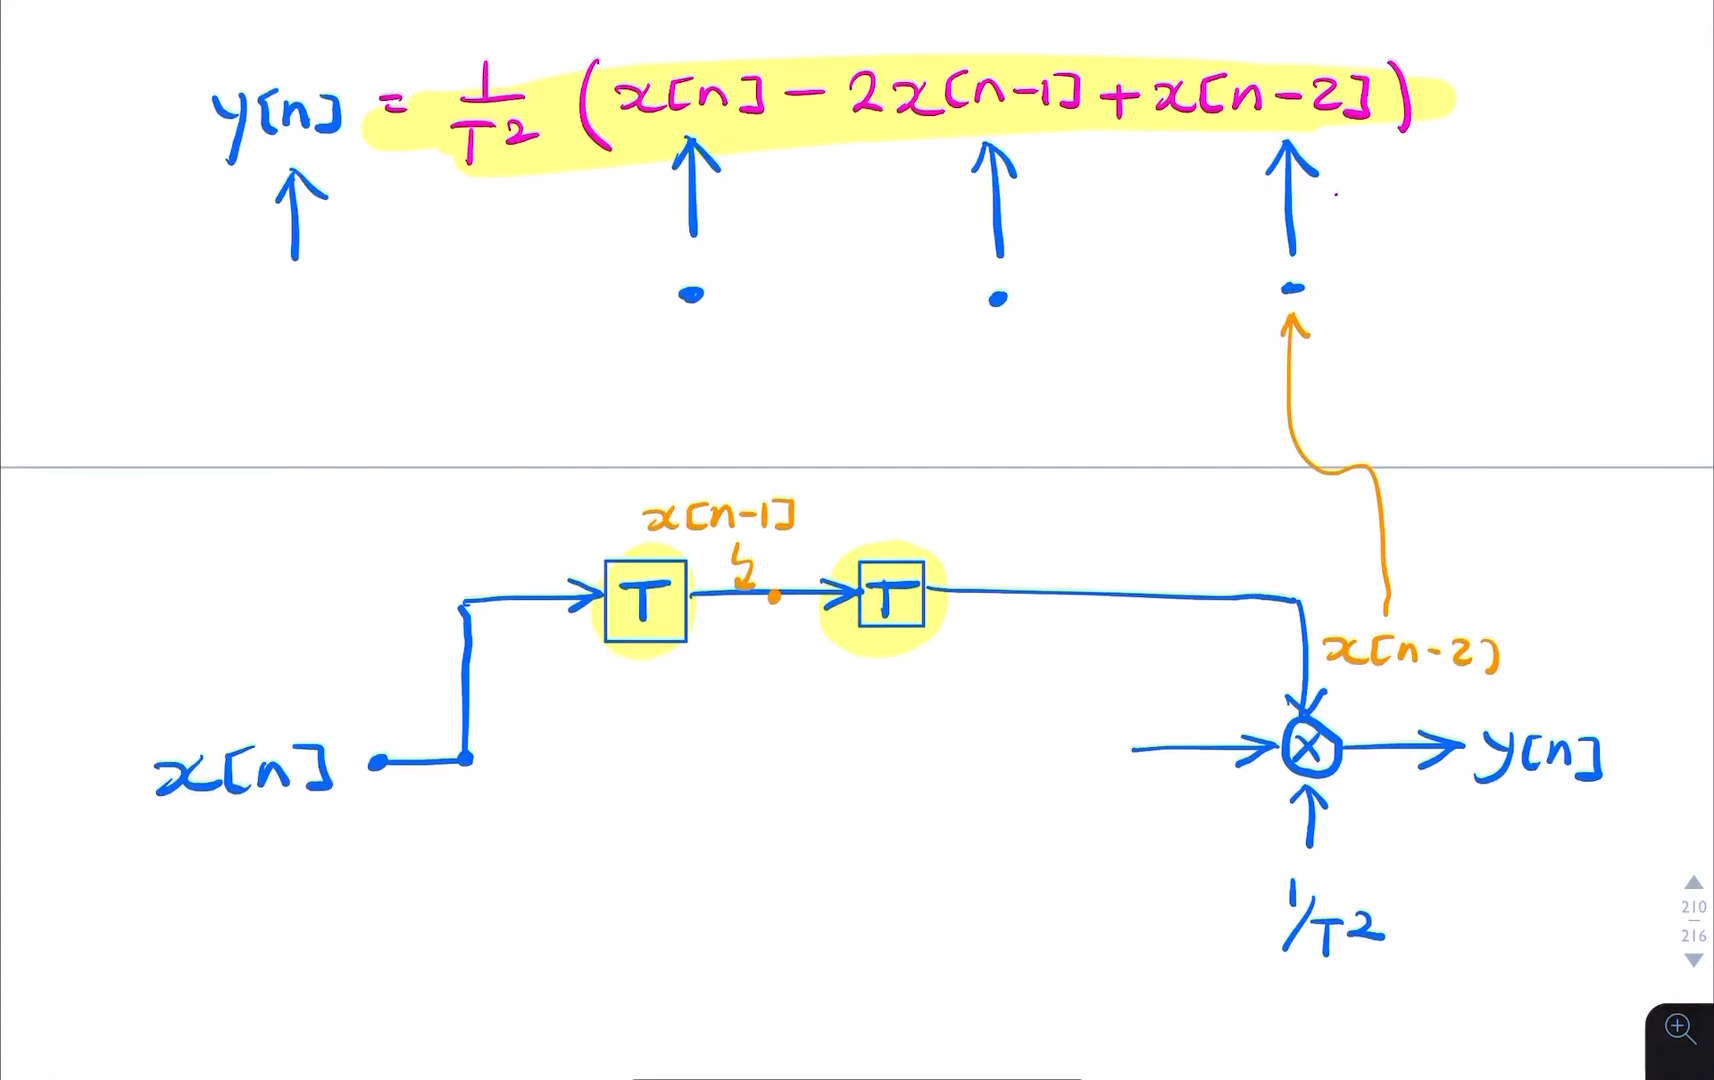 y[n] = 1/T² (x[n] - 2x[n-1] + x[n-2])
x[n-1]
T
T
x[n-2]
x[n]
x
y[n]
1/T2
210
216